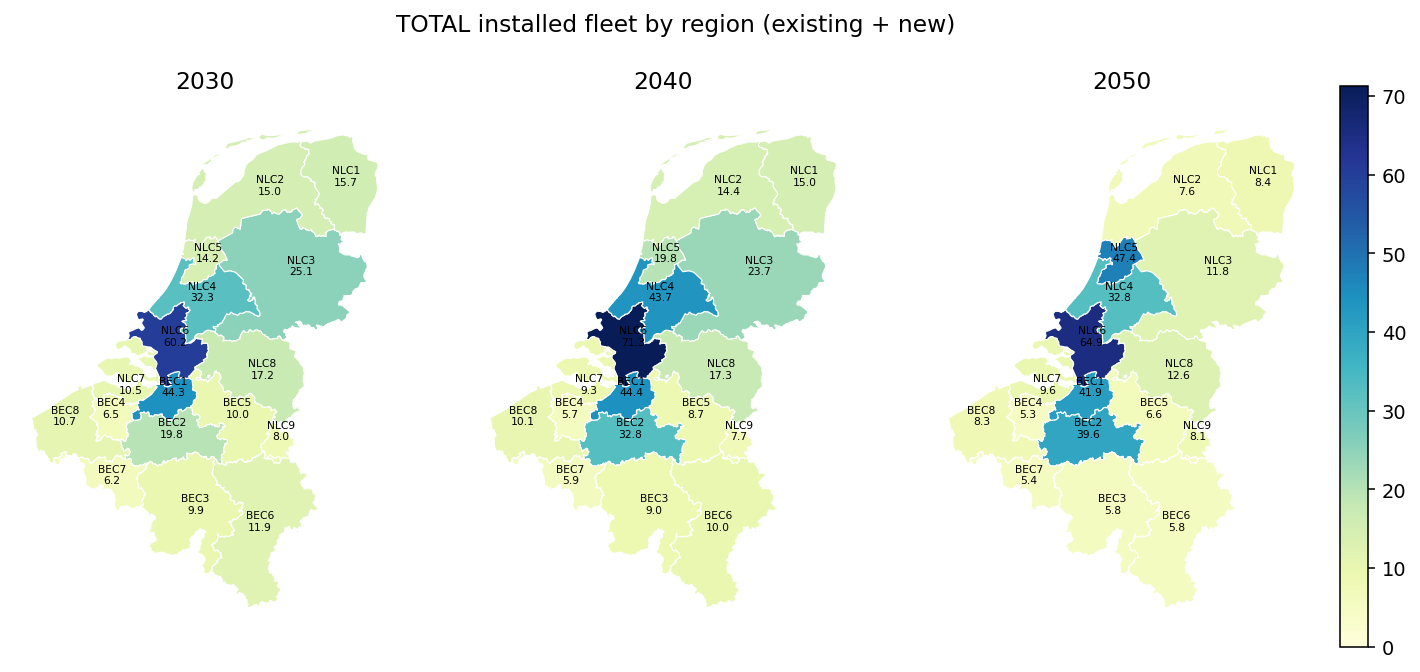 TOTAL installed fleet by region (existing + new)
2030
NLC1
15.7
NLC2
15.0
NLC5
14.2
NLC3
25.1
NLC4
32.3
NLC6
60.2
NLC8
17.2
NLC7
10.5
BEC1
44.3
BEC4
6.5
BEC5
10.0
BEC8
10.7
BEC2
19.8
NLC9
8.0
BEC7
6.2
BEC3
9.9
BEC6
11.9
2040
NLC1
15.0
NLC2
14.4
NLC5
19.8
NLC3
23.7
NLC4
43.7
NLC6
NLC8
17.3
NLC7
9.3
BEC1
44.4
BEC4
5.7
BEC5
8.7
BEC8
10.1
BEC2
32.8
NLC9
7.7
BEC7
5.9
BEC3
9.0
BEC6
10.0
2050
NLC1
8.4
NLC2
7.6
NLC5
47.4
NLC3
11.8
NLC4
32.8
NLC6
64.9
NLC8
12.6
NLC7
9.6
BEC1
41.9
BEC4
5.3
BEC5
6.6
BEC8
8.3
BEC2
39.6
NLC9
8.1
BEC7
5.4
BEC3
5.8
BEC6
5.8
70
60
50
40
30
20
10
0